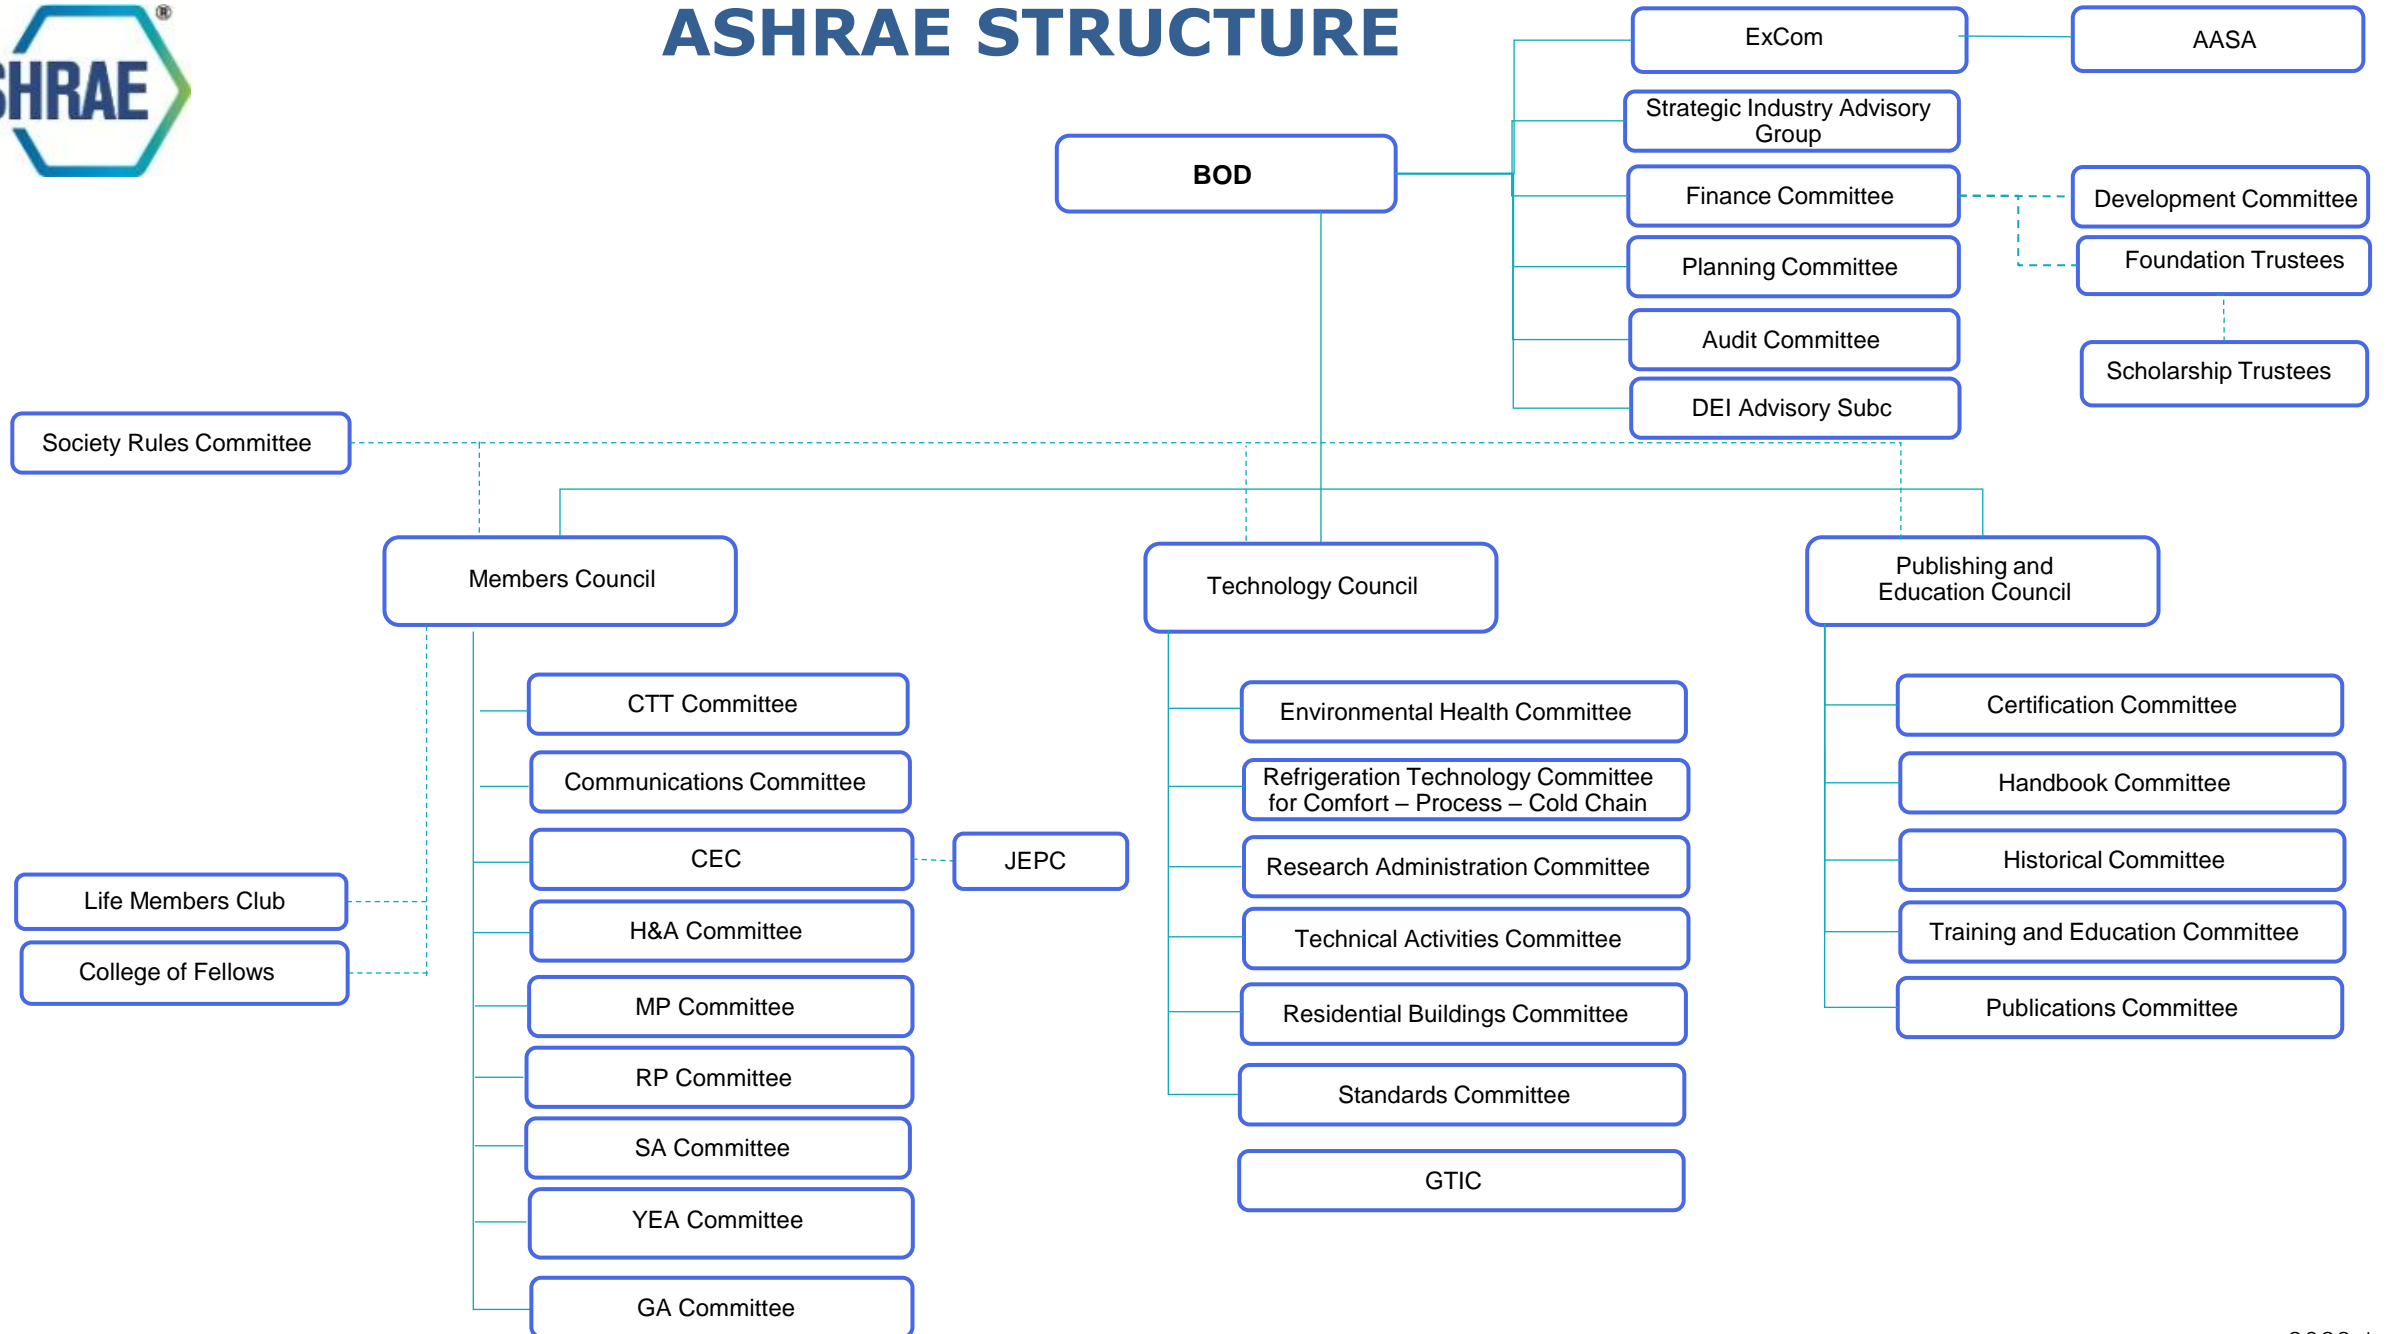 ASHRAE STRUCTURE
SHRAE
®
ExCom
AASA
Strategic Industry Advisory
Group
BOD
Finance Committee
Development Committee
Planning Committee
Foundation Trustees
Audit Committee
Scholarship Trustees
DEI Advisory Subc
Society Rules Committee
Members Council
Technology Council
Publishing and
Education Council
CTT Committee
Communications Committee
CEC
JEPC
H&A Committee
MP Committee
RP Committee
SA Committee
YEA Committee
GA Committee
Life Members Club
College of Fellows
Environmental Health Committee
Refrigeration Technology Committee
for Comfort – Process – Cold Chain
Research Administration Committee
Technical Activities Committee
Residential Buildings Committee
Standards Committee
GTIC
Certification Committee
Handbook Committee
Historical Committee
Training and Education Committee
Publications Committee